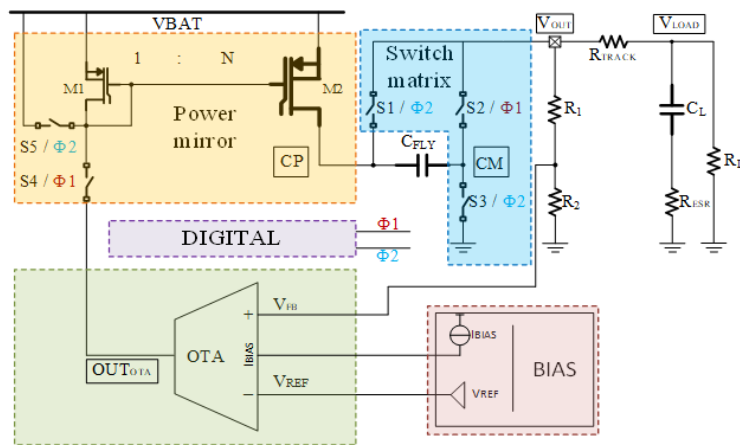 VBAT
1 : N
M1
M2
Power
mirror
S5 / Φ2
S4 / Φ1
CP
Switch
matrix
S1 / Φ2
S2 / Φ1
CFLY
CM
S3 / Φ2
VOUT
RTRACK
VLOAD
R1
R2
CL
RESR
RL
DIGITAL
Φ1
Φ2
OTA
+
IBIAS
−
OUTOTA
VFB
VREF
IBIAS
VREF
BIAS